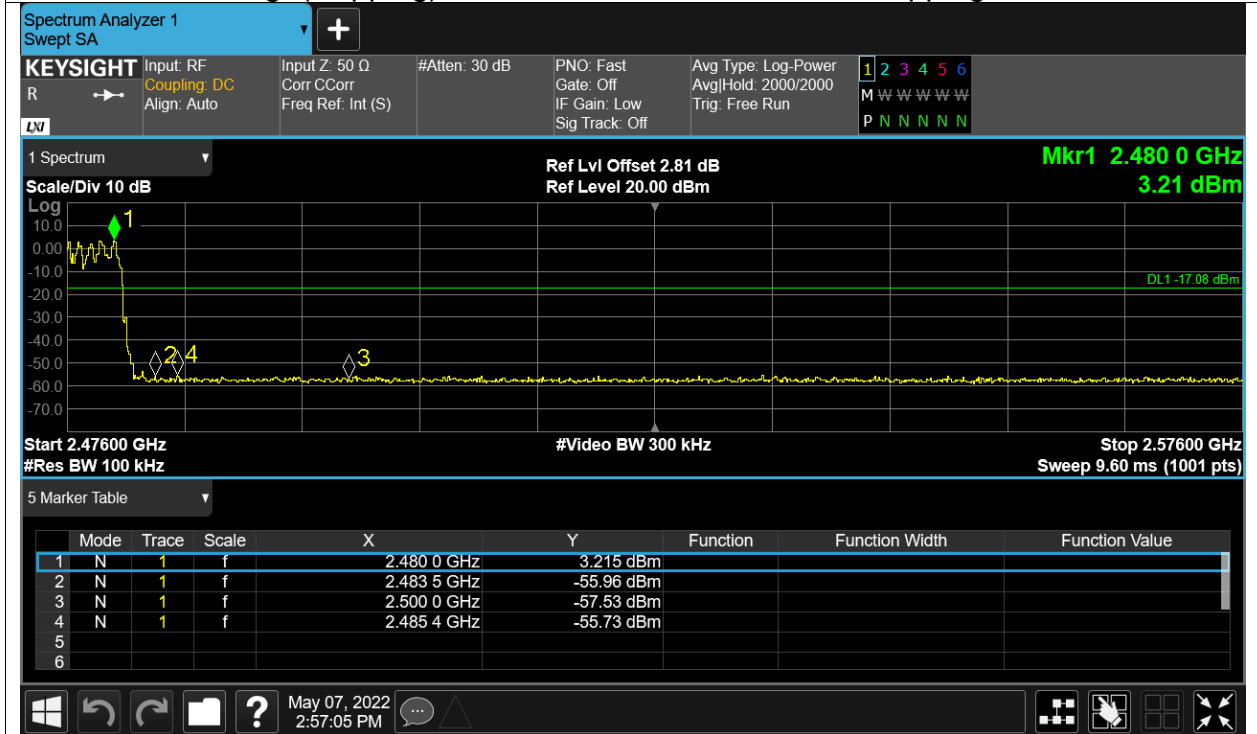 Spectrum Analyzer 1
Swept SA
KEYSIGHT
R
LXI
Input: RF
Coupling: DC
Align: Auto
Input Z: 50 Ω
Corr CCorr
Freq Ref: Int (S)
#Atten: 30 dB
PNO: Fast
Gate: Off
IF Gain: Low
Sig Track: Off
Avg Type: Log-Power
Avg|Hold: 2000/2000
Trig: Free Run
1 2 3 4 5 6
M W W W W W
P N N N N N
1 Spectrum
Scale/Div 10 dB
Ref Lvl Offset 2.81 dB
Ref Level 20.00 dBm
Mkr1 2.480 0 GHz
3.21 dBm
Log
10.0
0.00
-10.0
-20.0
-30.0
-40.0
-50.0
-60.0
-70.0
1
2
4
3
DL1 -17.08 dBm
Start 2.47600 GHz
#Video BW 300 kHz
Stop 2.57600 GHz
#Res BW 100 kHz
Sweep 9.60 ms (1001 pts)
5 Marker Table
Mode Trace Scale X Y Function Function Width Function Value
1 N 1 f 2.480 0 GHz 3.215 dBm
2 N 1 f 2.483 5 GHz -55.96 dBm
3 N 1 f 2.500 0 GHz -57.53 dBm
4 N 1 f 2.485 4 GHz -55.73 dBm
5
6
?
May 07, 2022
2:57:05 PM